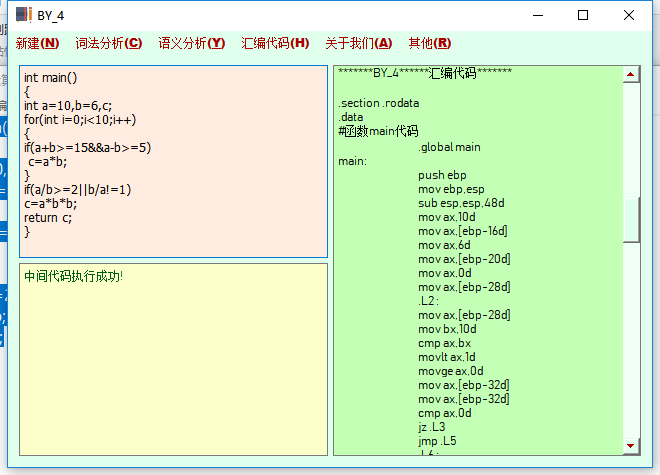 BY_4
新建(N) 词法分析(C) 语义分析(Y) 汇编代码(H) 关于我们(A) 其他(R)
int main()
{
int a=10,b=6,c;
for(int i=0;i<10;i++)
{
if(a+b>=15&&a-b>=5)
c=a*b;
}
if(a/b>=2||b/a!=1)
c=a*b*b;
return c;
}
中间代码执行成功!
*******BY_4******汇编代码*******
.section .rodata
.data
#函数main代码
.global main
main:
push ebp
mov ebp,esp
sub esp,esp,48d
mov ax,10d
mov ax,[ebp-16d]
mov ax,6d
mov ax,[ebp-20d]
mov ax,0d
mov ax,[ebp-28d]
.L2 :
mov ax,[ebp-28d]
mov bx,10d
cmp ax,bx
movlt ax,1d
movge ax,0d
mov ax,[ebp-32d]
mov ax,[ebp-32d]
cmp ax,0d
jz .L3
jmp .L5
.L6 :